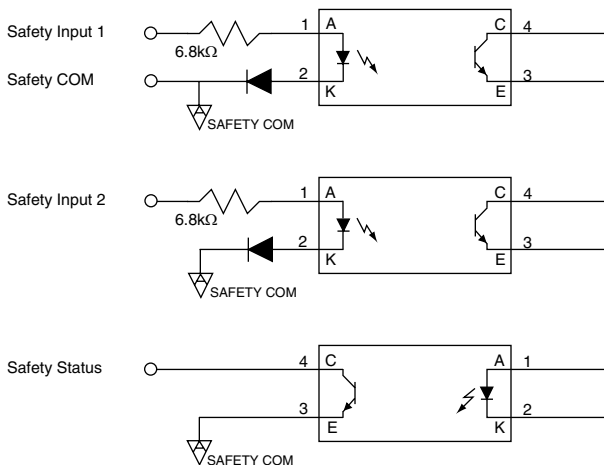 Safety Input 1
6.8kΩ
1 A
C 4
Safety COM
2 K
E 3
A SAFETY COM
Safety Input 2
6.8kΩ
1 A
C 4
2 K
E 3
A SAFETY COM
Safety Status
4 C
A 1
3 E
K 2
A SAFETY COM